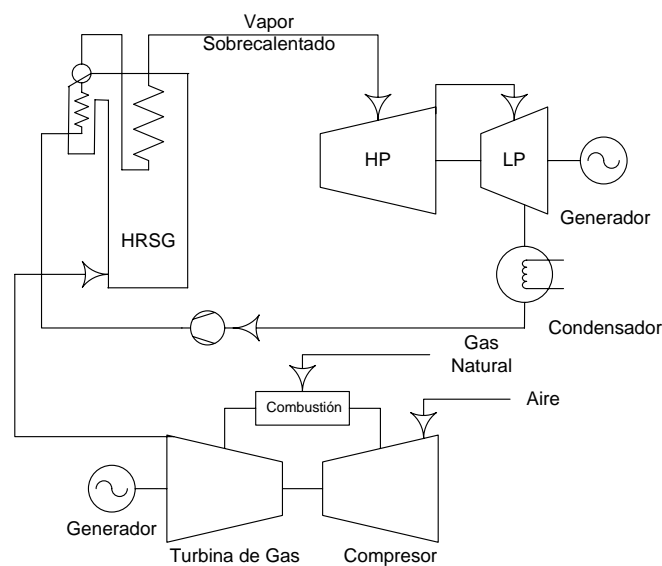 Vapor
Sobrecalentado
HP
LP
HRSG
Generador
Condensador
Gas
Natural
Combustión
Aire
Generador
Turbina de Gas
Compresor